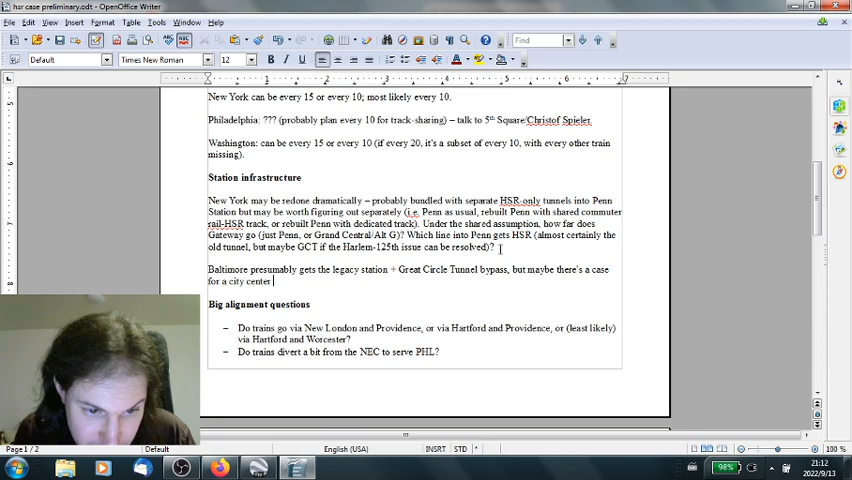 hsr case preliminary.odt - OpenOffice Writer
File Edit View Insert Format Table Tools Window Help
Find
Default Times New Roman 12
1 2 3 4 5 6 7
New York can be every 15 or every 10; most likely every 10.
Philadelphia: ??? (probably plan every 10 for track-sharing) – talk to 5th Square/Christof Spieler.
Washington: can be every 15 or every 10 (if every 20, it's a subset of every 10, with every other train
missing).
Station infrastructure
New York may be redone dramatically – probably bundled with separate HSR-only tunnels into Penn
Station but may be worth figuring out separately (i.e. Penn as usual, rebuilt Penn with shared commuter
rail-HSR track, or rebuilt Penn with dedicated track). Under the shared assumption, how far does
Gateway go (just Penn, or Grand Central/Alt G)? Which line into Penn gets HSR (almost certainly the
old tunnel, but maybe GCT if the Harlem-125th issue can be resolved)?
Baltimore presumably gets the legacy station + Great Circle Tunnel bypass, but maybe there's a case
for a city center
Big alignment questions
– Do trains go via New London and Providence, or via Hartford and Providence, or (least likely)
via Hartford and Worcester?
– Do trains divert a bit from the NEC to serve PHL?
Page 1 / 2 Default English (USA) INSRT STD 100 %
98% 21:12
2022/9/13